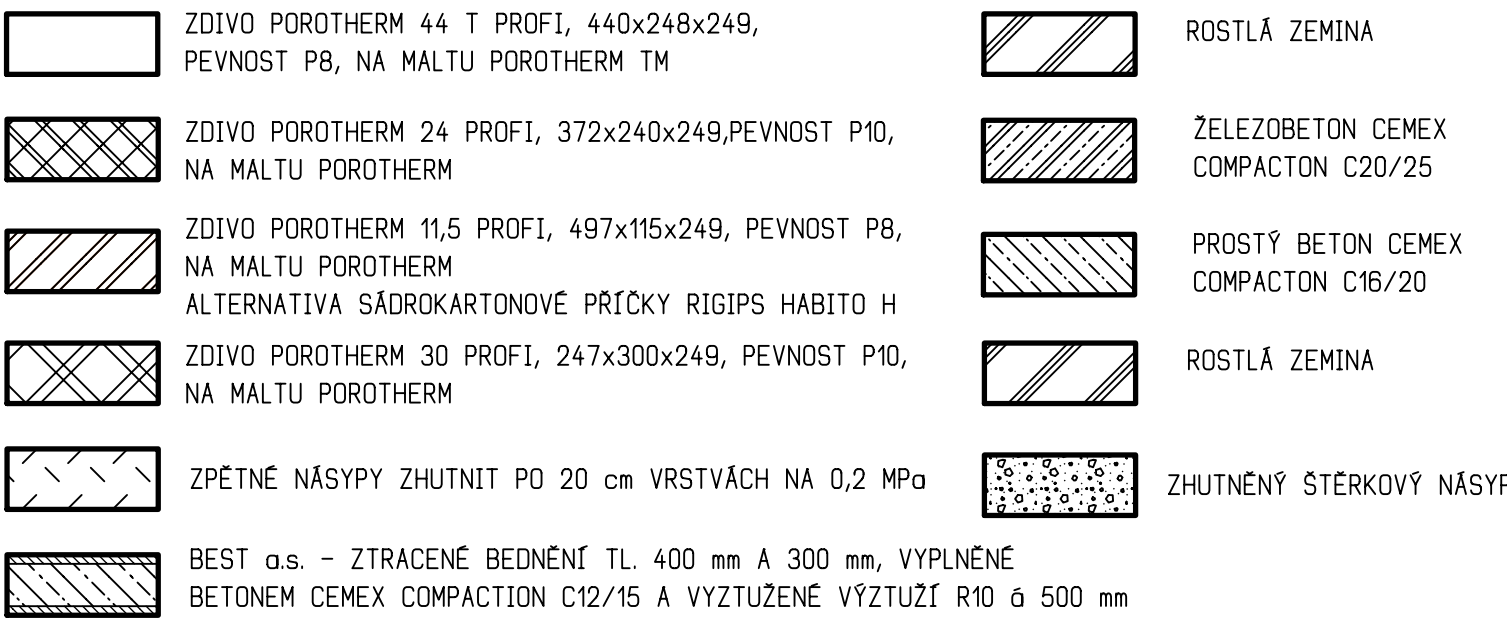 ZDIVO POROTHERM 44 T PROFI, 440x248x249,
PEVNOST P8, NA MALTU POROTHERM TM
ZDIVO POROTHERM 24 PROFI, 372x240x249,PEVNOST P10,
NA MALTU POROTHERM
ZDIVO POROTHERM 11,5 PROFI, 497x115x249, PEVNOST P8,
NA MALTU POROTHERM
ALTERNATIVA SÁDROKARTONOVÉ PŘÍČKY RIGIPS HABITO H
ZDIVO POROTHERM 30 PROFI, 247x300x249, PEVNOST P10,
NA MALTU POROTHERM
ZPĚTNÉ NÁSYPY ZHUTNIT PO 20 cm VRSTVÁCH NA 0,2 MPa
BEST a.s. - ZTRACENÉ BEDNĚNÍ TL. 400 mm A 300 mm, VYPLNĚNÉ
BETONEM CEMEX COMPACTION C12/15 A VYZTUŽENÉ VÝZTUŽÍ R10 á 500 mm
ROSTLÁ ZEMINA
ŽELEZOBETON CEMEX
COMPACTON C20/25
PROSTÝ BETON CEMEX
COMPACTON C16/20
ROSTLÁ ZEMINA
ZHUTNĚNÝ ŠTĚRKOVÝ NÁSYP